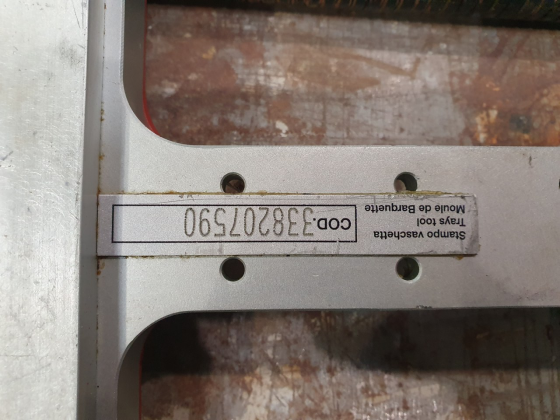 Stampo vaschetta
Trays tool
Moule de Barquette
COD. 338207590